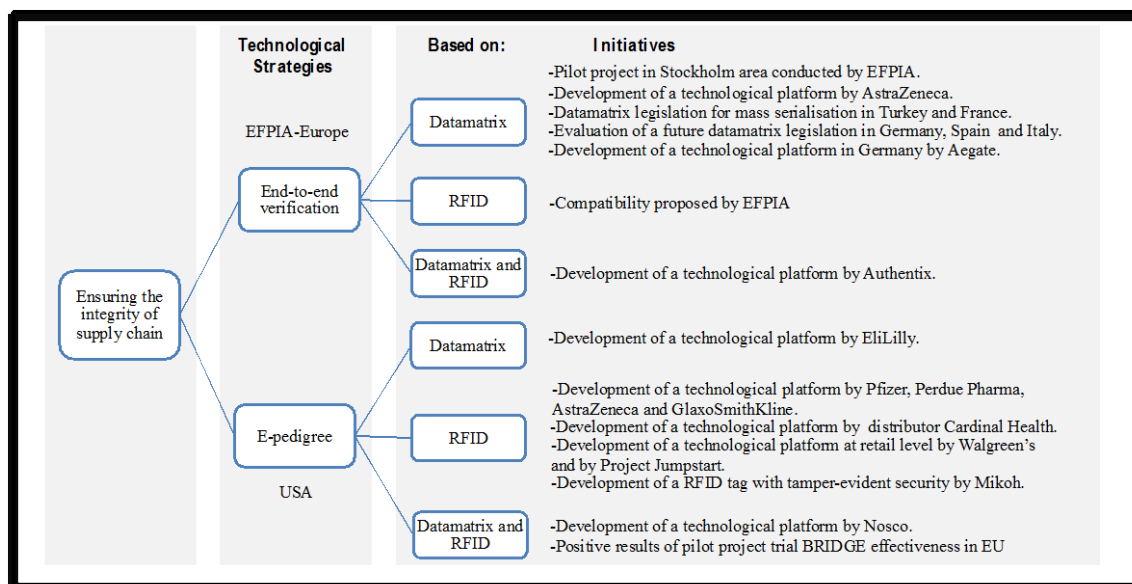 Technological
Strategies
Based on:
Initiatives
EFPIA-Europe
Ensuring the
integrity of
supply chain
End-to-end
verification
Datamatrix
-Pilot project in Stockholm area conducted by EFPIA.
-Development of a technological platform by AstraZeneca.
-Datamatrix legislation for mass serialisation in Turkey and France.
-Evaluation of a future datamatrix legislation in Germany, Spain and Italy.
-Development of a technological platform in Germany by Aegate.
RFID
-Compatibility proposed by EFPIA
Datamatrix and
RFID
-Development of a technological platform by Authentix.
E-pedigree
USA
Datamatrix
-Development of a technological platform by EliLilly.
RFID
-Development of a technological platform by Pfizer, Perdue Pharma,
AstraZeneca and GlaxoSmithKline.
-Development of a technological platform by distributor Cardinal Health.
-Development of a technological platform at retail level by Walgreen's
and by Project Jumpstart.
-Development of a RFID tag with tamper-evident security by Mikoh.
Datamatrix and
RFID
-Development of a technological platform by Nosco.
-Positive results of pilot project trial BRIDGE effectiveness in EU